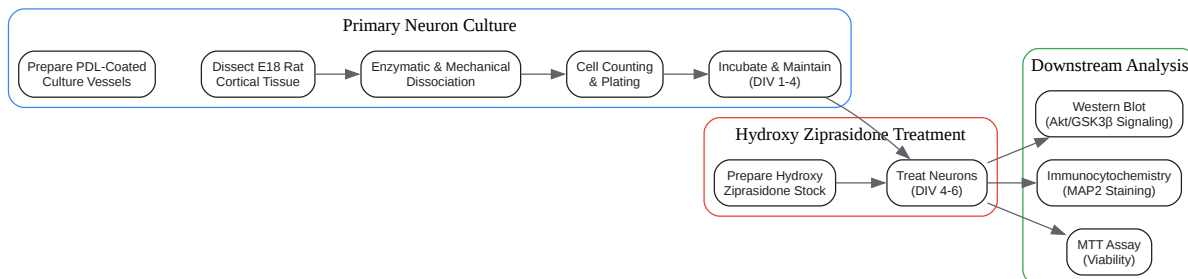 Primary Neuron Culture
Prepare PDL-Coated
Culture Vessels
Dissect E18 Rat
Cortical Tissue
Enzymatic & Mechanical
Dissociation
Cell Counting
& Plating
Incubate & Maintain
(DIV 1-4)
Hydroxy Ziprasidone Treatment
Prepare Hydroxy
Ziprasidone Stock
Treat Neurons
(DIV 4-6)
Downstream Analysis
Western Blot
(Akt/GSK3β Signaling)
Immunocytochemistry
(MAP2 Staining)
MTT Assay
(Viability)